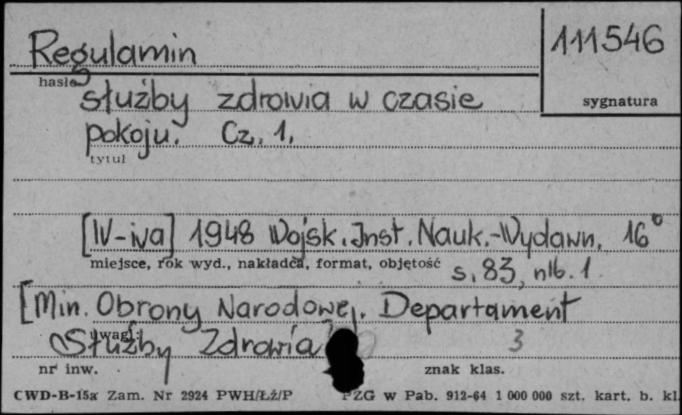 Regulamin 111546
hasło sygnatura
służby zdrowia w czasie
pokoju. Cz. 1.
tytuł
[W-wa] 1948 Wojsk. Inst. Nauk.-Wydawn. 16°
miejsce, rok wyd., nakładca, format, objętość s. 83, nlb. 1
[Min. Obrony Narodowej. Departament
uwagi:
Służby Zdrowia] 3
nr inw. znak klas.
CWD-B-15a Zam. Nr 2924 PWH/Łż/P PZG w Pab. 912-64 1 000 000 szt. kart. b. kl.